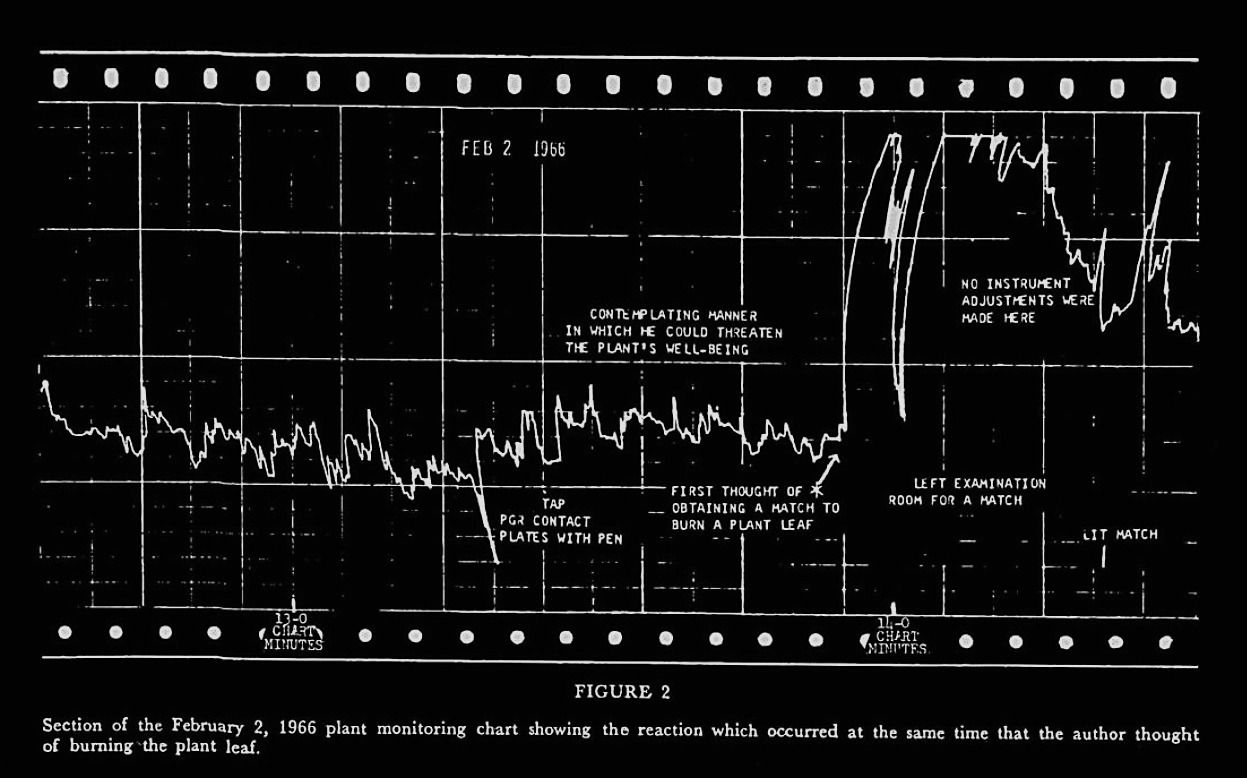 FEB 2 1966
CONTEMPLATING MANNER
IN WHICH HE COULD THREATEN
THE PLANT'S WELL-BEING
NO INSTRUMENT
ADJUSTMENTS WERE
MADE HERE
TAP
PGR CONTACT
PLATES WITH PEN
FIRST THOUGHT OF *
OBTAINING A MATCH TO
BURN A PLANT LEAF
LEFT EXAMINATION
ROOM FOR A MATCH
LIT MATCH
13-0
CHART
MINUTES
14-0
CHART
MINUTES
FIGURE 2
Section of the February 2, 1966 plant monitoring chart showing the reaction which occurred at the same time that the author thought
of burning the plant leaf.